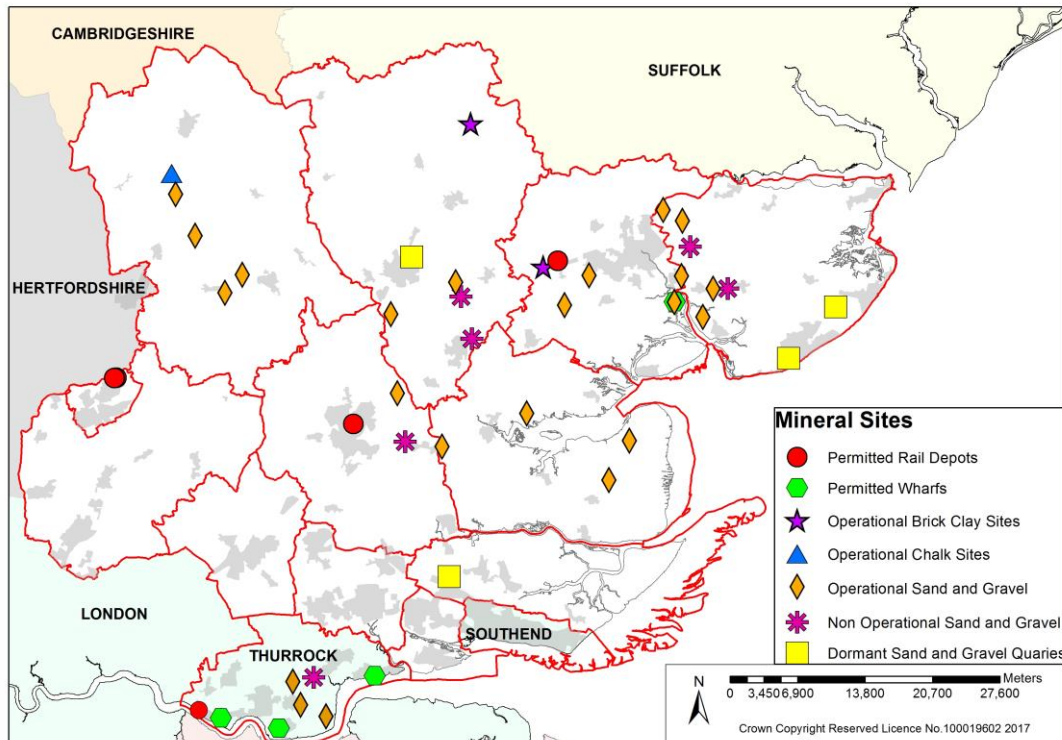 CAMBRIDGESHIRE
SUFFOLK
HERTFORDSHIRE
LONDON
THURROCK
SOUTHEND
Mineral Sites
Permitted Rail Depots
Permitted Wharfs
Operational Brick Clay Sites
Operational Chalk Sites
Operational Sand and Gravel
Non Operational Sand and Gravel
Dormant Sand and Gravel Quaries
N
Meters
0 3,450 6,900 13,800 20,700 27,600
Crown Copyright Reserved Licence No.100019602 2017